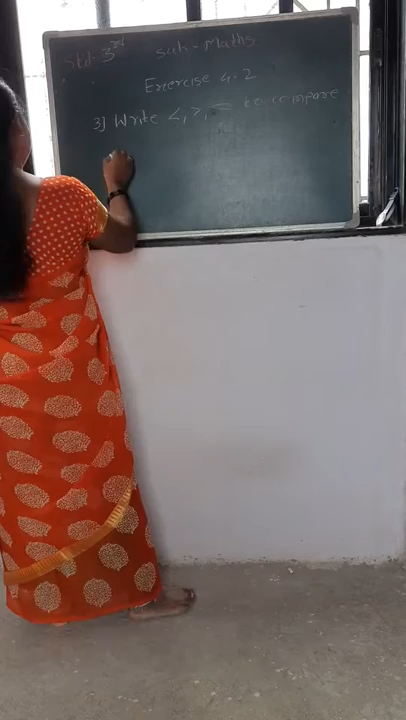 Std-3rd Sub-Maths
Exercise 4.2
3] Write <, >, = to compare